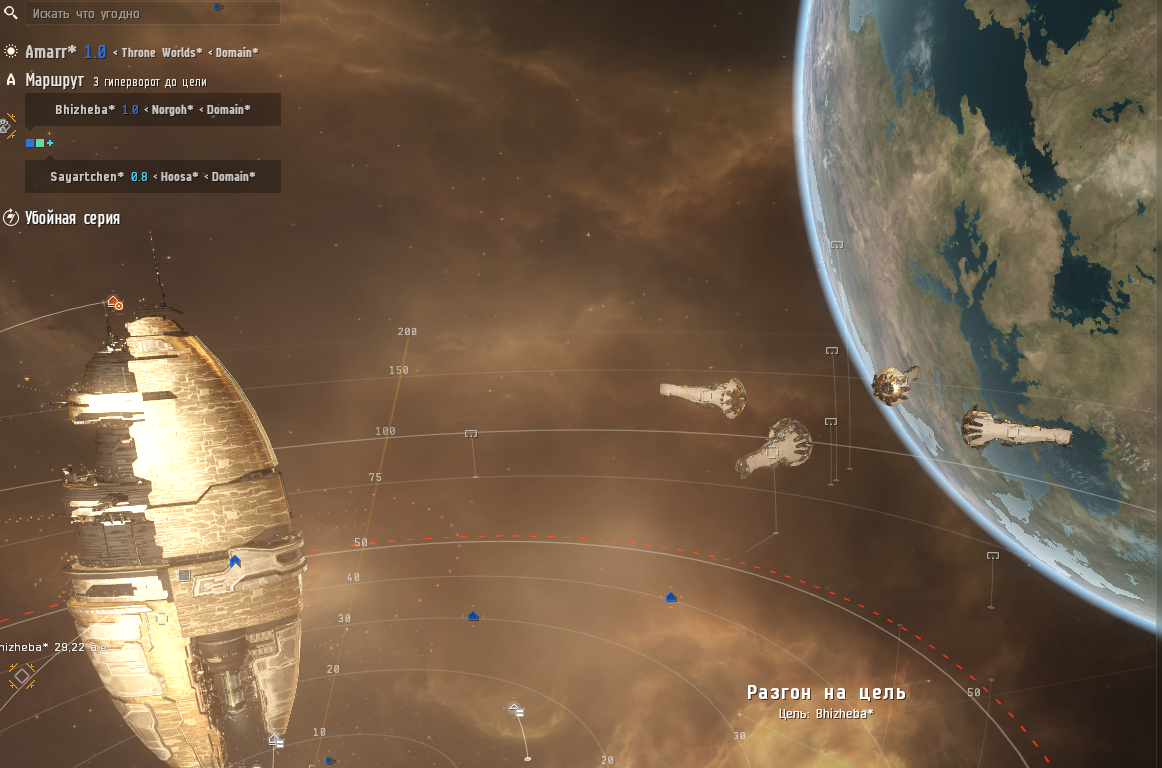 Искать что угодно
Amarr* 1.0 < Throne Worlds* < Domain*
Маршрут 3 гиперворот до цели
Bhizheba* 1.0 < Norgoh* < Domain*
Sayartchen* 0.8 < Hoosa* < Domain*
Убойная серия
200
150
100
75
50
40
30
20
10
hizheba* 29,22 а.е.
Разгон на цель
Цель: Bhizheba*
50
30
20